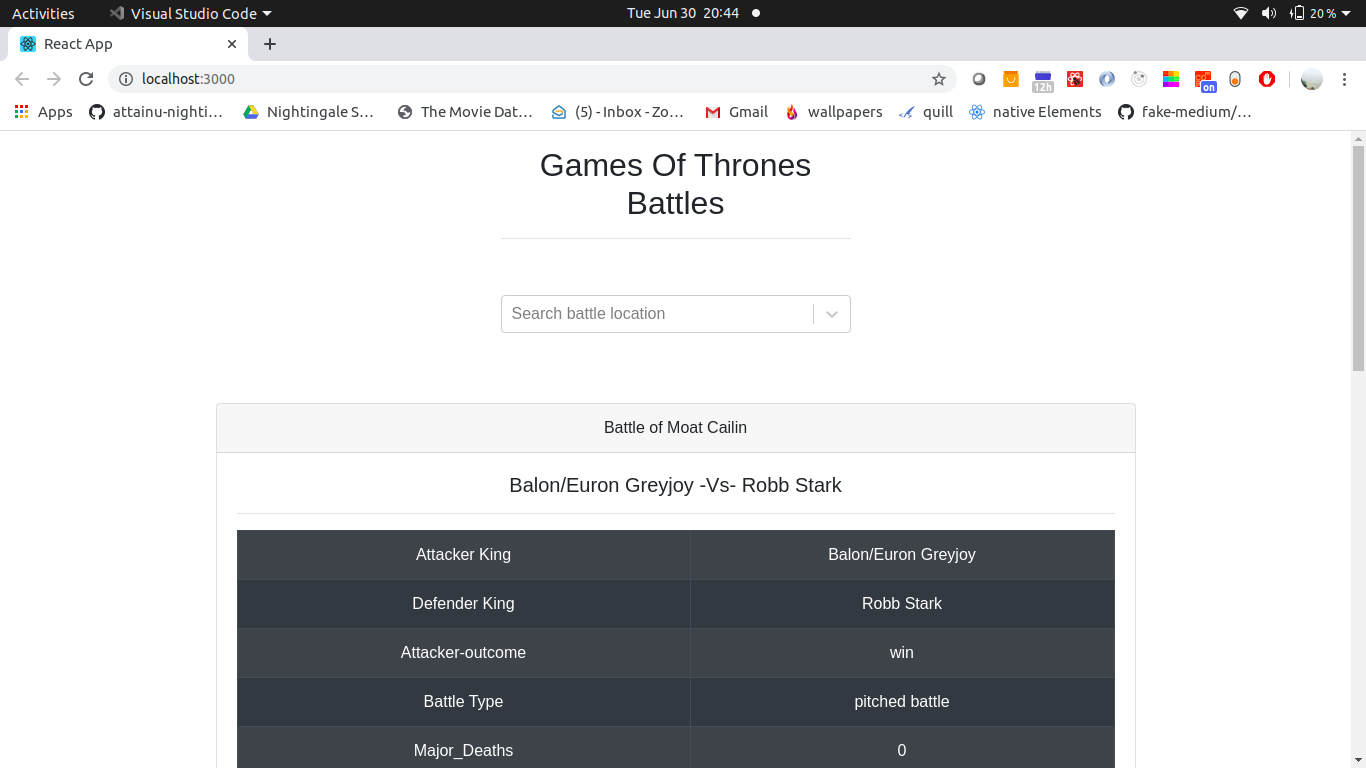 Activities Visual Studio Code Tue Jun 30 20:44 20%
React App
localhost:3000 12h on
Apps attainu-nighti… Nightingale S… The Movie Dat… (5) - Inbox - Zo… Gmail wallpapers quill native Elements fake-medium/…
Games Of Thrones
Battles
Search battle location
Battle of Moat Cailin
Balon/Euron Greyjoy -Vs- Robb Stark
Attacker King Balon/Euron Greyjoy
Defender King Robb Stark
Attacker-outcome win
Battle Type pitched battle
Major_Deaths 0